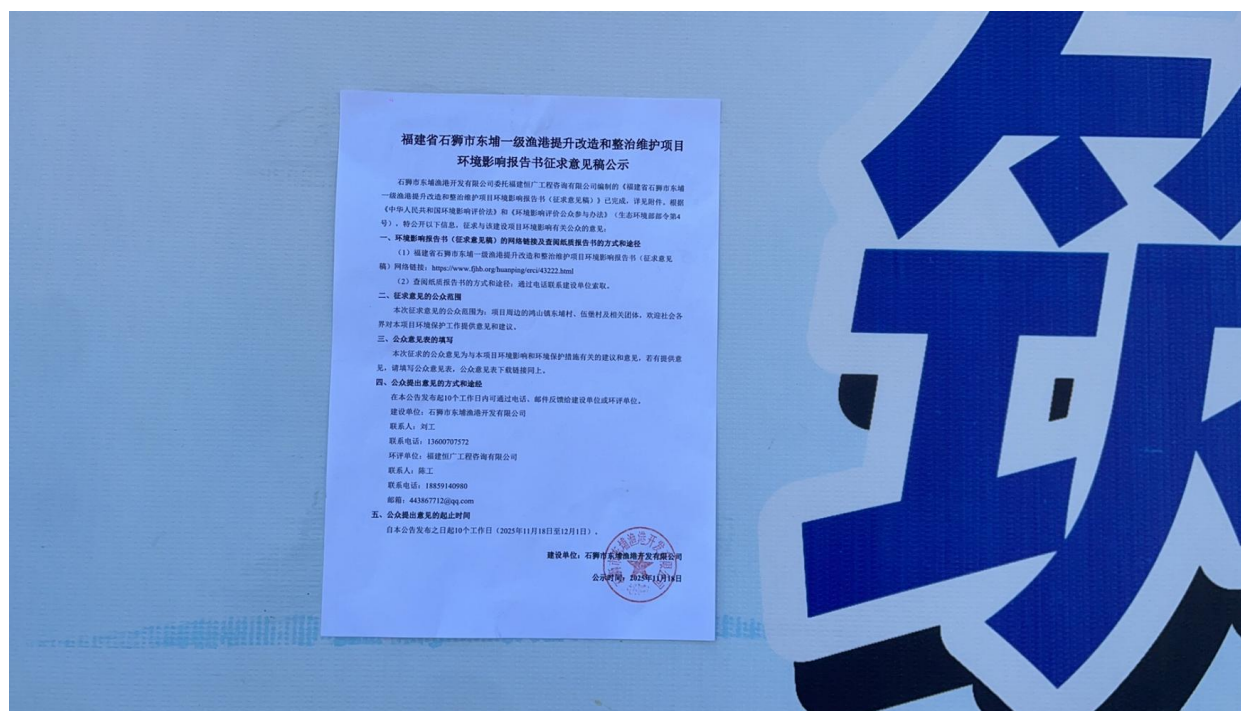 福建省石狮市东埔一级渔港提升改造和整治维护项目
环境影响报告书征求意见稿公示
石狮市东埔渔港开发有限公司委托福建恒广工程咨询有限公司编制的《福建省石狮市东埔
一级渔港提升改造和整治维护项目环境影响报告书（征求意见稿）》已完成，详见附件。根据
《中华人民共和国环境影响评价法》和《环境影响评价公众参与办法》（生态环境部部令第4
号），特公开以下信息，征求与该建设项目环境影响有关公众的意见：
一、环境影响报告书（征求意见稿）的网络链接及查阅纸质报告书的方式和途径
（1）福建省石狮市东埔一级渔港提升改造和整治维护项目环境影响报告书（征求意见
稿）网络链接：https://www.fjhb.org/huanping/erci/43222.html
（2）查阅纸质报告书的方式和途径：通过电话联系建设单位索取。
二、征求意见的公众范围
本次征求意见的公众范围为：项目周边的鸿山镇东埔村、伍堡村及相关团体，欢迎社会各
界对本项目环境保护工作提供意见和建议。
三、公众意见表的填写
本次征求的公众意见为与本项目环境影响和环境保护措施有关的建议和意见，若有提供意
见，请填写公众意见表，公众意见表下载链接同上。
四、公众提出意见的方式和途经
在本公告发布起10个工作日内可通过电话、邮件反馈给建设单位或环评单位。
建设单位：石狮市东埔渔港开发有限公司
联系人：刘工
联系电话：13600707572
环评单位：福建恒广工程咨询有限公司
联系人：陈工
联系电话：18859140980
邮箱：443867712@qq.com
五、公众提出意见的起止时间
自本公告发布之日起10个工作日（2025年11月18日至12月1日）。
建设单位：石狮市东埔渔港开发有限公司
公示时间：2025年11月18日
筑